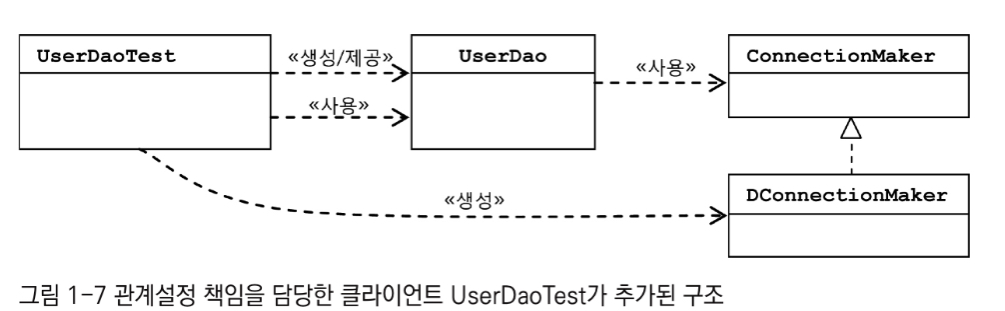 UserDaoTest
«생성/제공»
«사용»
UserDao
«사용»
ConnectionMaker
DConnectionMaker
«생성»
그림 1-7 관계설정 책임을 담당한 클라이언트 UserDaoTest가 추가된 구조